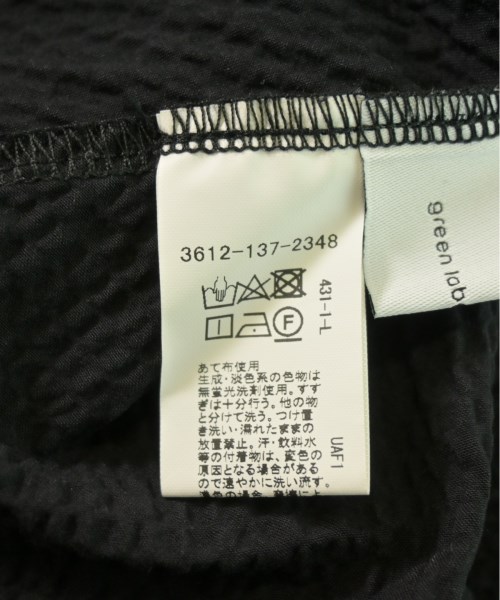 3612-137-2348
431-1-L
F
あて布使用
生成・淡色系の色物は
無蛍光洗剤使用。すす
ぎは十分行う。他の物
と分けて洗う。つけ置
き洗い・濡れたままの
放置禁止。汗・飲料水
等の付着物は、変色の
原因となる場合がある
ので速やかに洗い流す。
UAF1
green lab